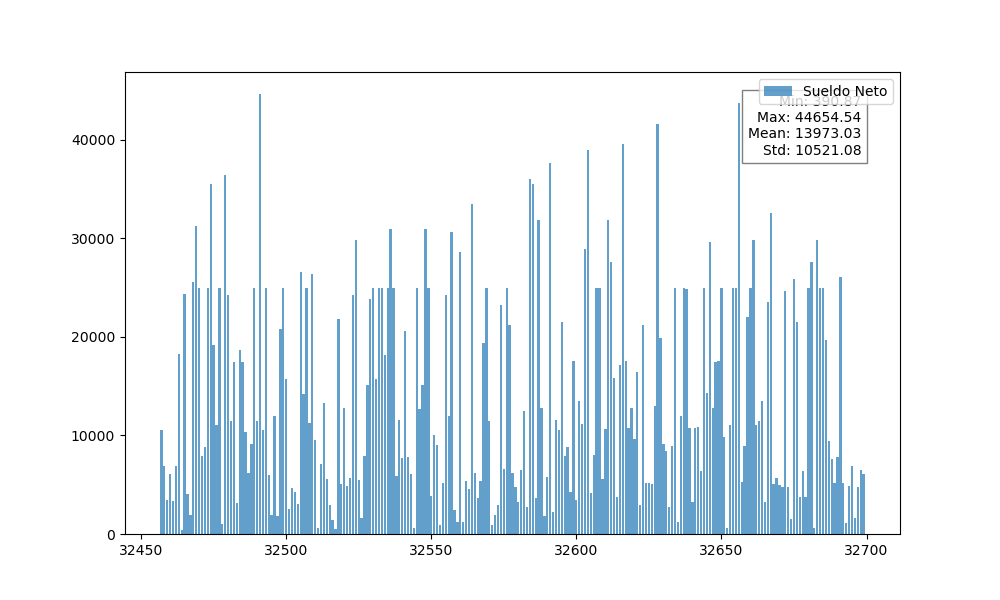 Sueldo Neto
Min: 390.87
Max: 44654.54
Mean: 13973.03
Std: 10521.08
40000
30000
20000
10000
0
32450 32500 32550 32600 32650 32700